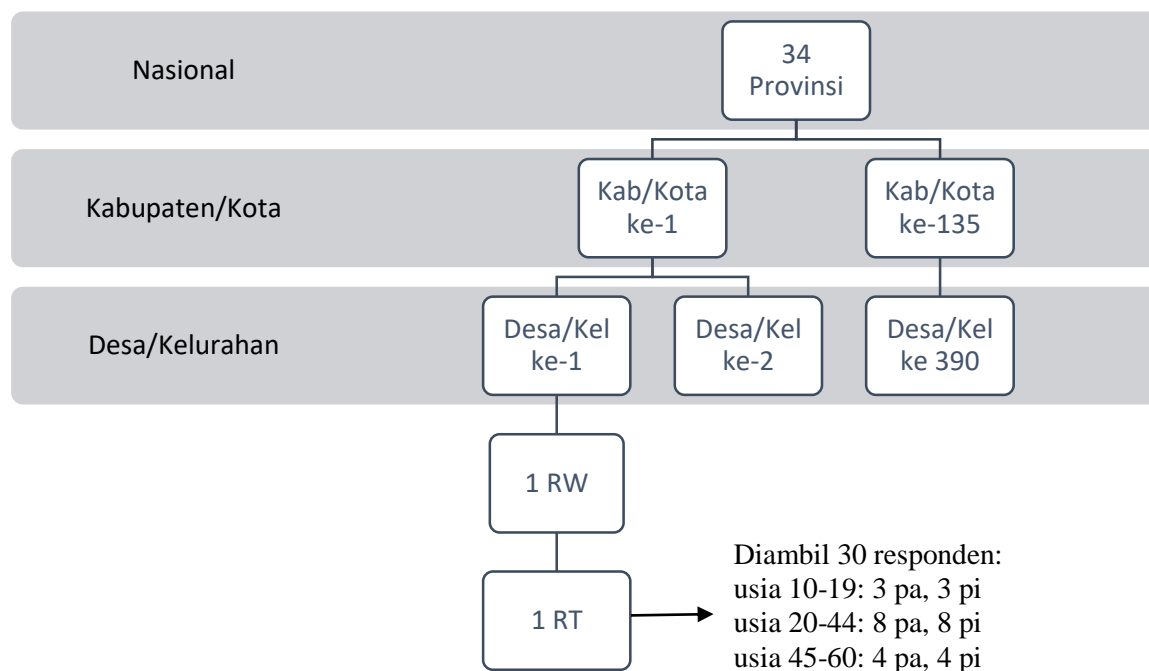 Nasional
34
Provinsi
Kabupaten/Kota
Kab/Kota
ke-1
Kab/Kota
ke-135
Desa/Kelurahan
Desa/Kel
ke-1
Desa/Kel
ke-2
Desa/Kel
ke 390
1 RW
1 RT
Diambil 30 responden:
usia 10-19: 3 pa, 3 pi
usia 20-44: 8 pa, 8 pi
usia 45-60: 4 pa, 4 pi